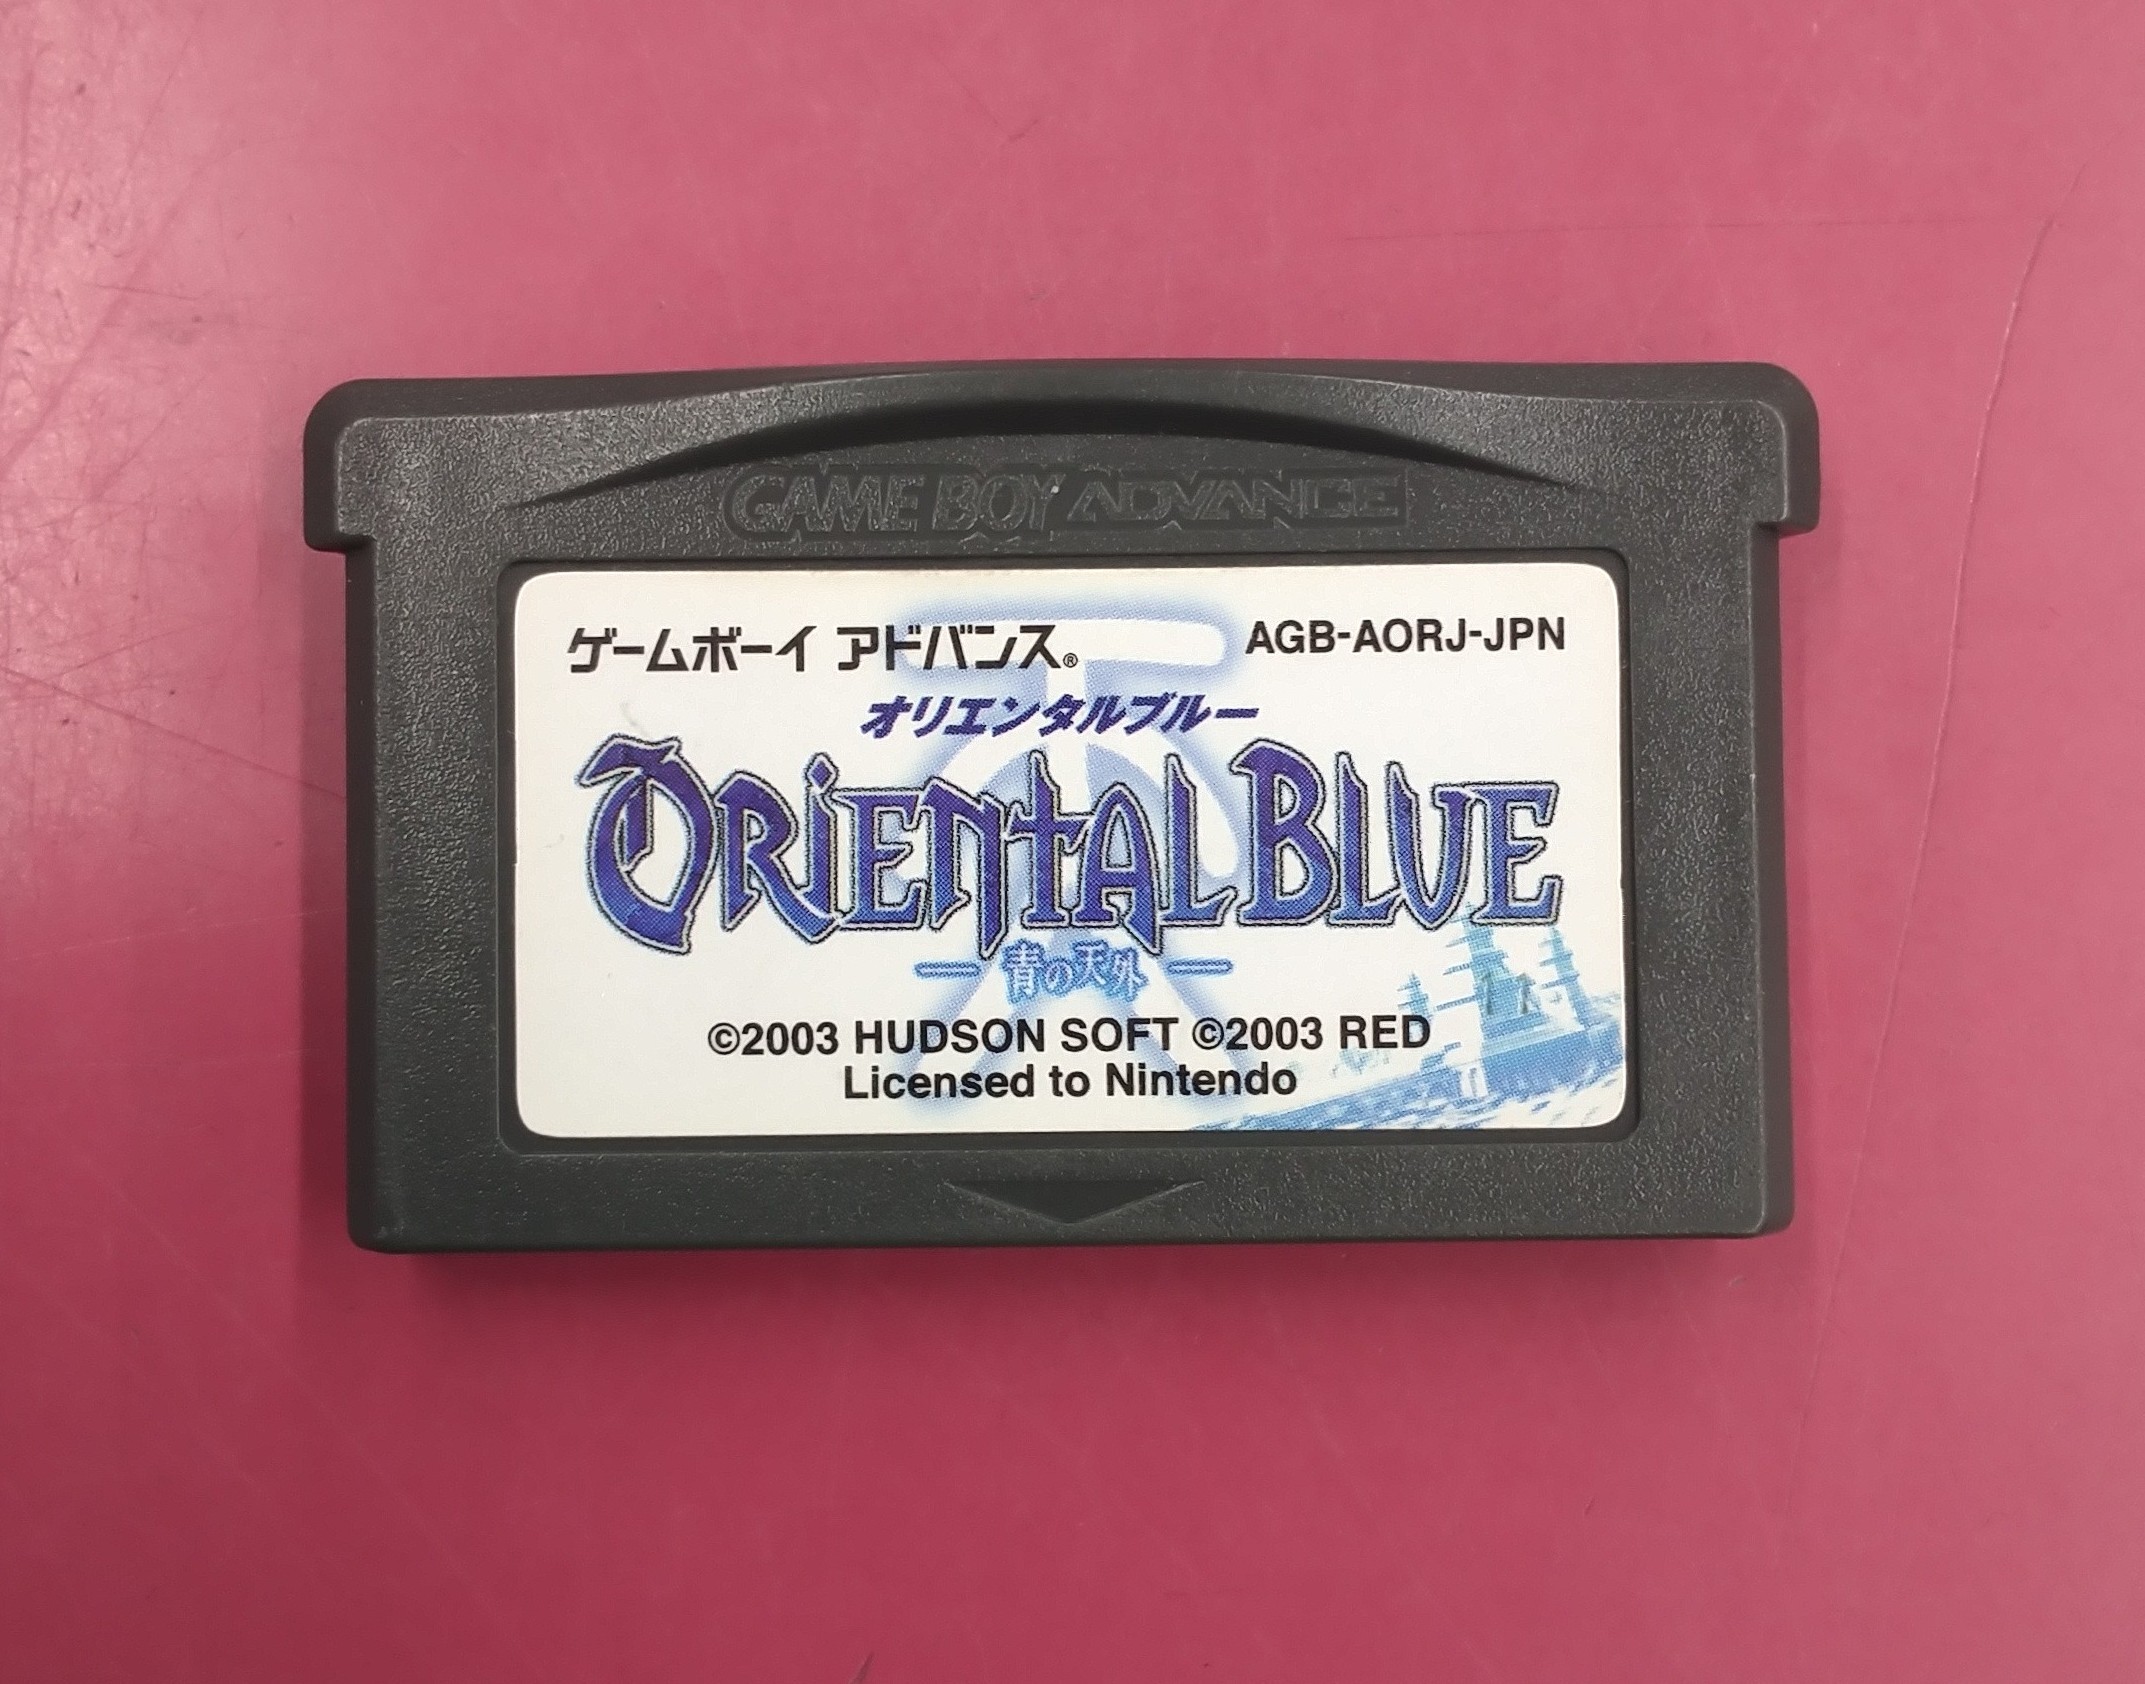 GAME BOY ADVANCE
ゲームボーイ アドバンス® AGB-AORJ-JPN
オリエンタルブルー
ORIENTAL BLUE
―青の天外―
©2003 HUDSON SOFT ©2003 RED
Licensed to Nintendo